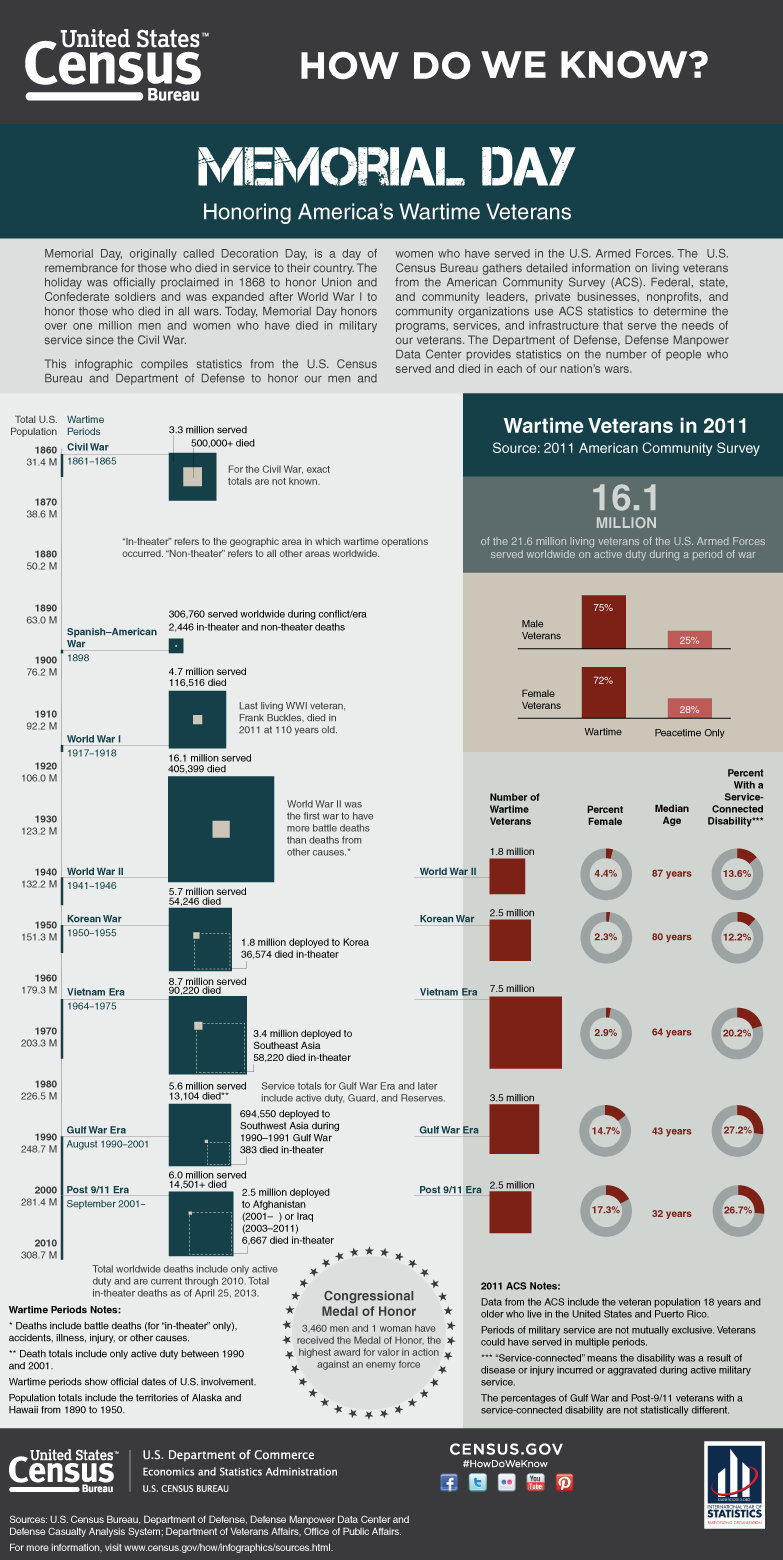 United States™
Census
Bureau
HOW DO WE KNOW?
MEMORIAL DAY
Honoring America's Wartime Veterans
Memorial Day, originally called Decoration Day, is a day of
remembrance for those who died in service to their country. The
holiday was officially proclaimed in 1868 to honor Union and
Confederate soldiers and was expanded after World War I to
honor those who died in all wars. Today, Memorial Day honors
over one million men and women who have died in military
service since the Civil War.
This infographic compiles statistics from the U.S. Census
Bureau and Department of Defense to honor our men and
women who have served in the U.S. Armed Forces. The U.S.
Census Bureau gathers detailed information on living veterans
from the American Community Survey (ACS). Federal, state,
and community leaders, private businesses, nonprofits, and
community organizations use ACS statistics to determine the
programs, services, and infrastructure that serve the needs of
our veterans. The Department of Defense, Defense Manpower
Data Center provides statistics on the number of people who
served and died in each of our nation's wars.
Total U.S.
Population
Wartime
Periods
1860
31.4 M
Civil War
1861–1865
3.3 million served
500,000+ died
For the Civil War, exact
totals are not known.
1870
38.6 M
"In-theater" refers to the geographic area in which wartime operations
occurred. "Non-theater" refers to all other areas worldwide.
1880
50.2 M
1890
63.0 M
Spanish–American
War
1898
306,760 served worldwide during conflict/era
2,446 in-theater and non-theater deaths
1900
76.2 M
4.7 million served
116,516 died
Last living WWI veteran,
Frank Buckles, died in
2011 at 110 years old.
1910
92.2 M
World War I
1917–1918
1920
106.0 M
16.1 million served
405,399 died
World War II was
the first war to have
more battle deaths
than deaths from
other causes.*
1930
123.2 M
1940
132.2 M
World War II
1941–1946
5.7 million served
54,246 died
1950
151.3 M
Korean War
1950–1955
1.8 million deployed to Korea
36,574 died in-theater
1960
179.3 M
8.7 million served
90,220 died
Vietnam Era
1964–1975
3.4 million deployed to
Southeast Asia
58,220 died in-theater
1970
203.3 M
1980
226.5 M
5.6 million served
13,104 died**
Service totals for Gulf War Era and later
include active duty, Guard, and Reserves.
694,550 deployed to
Southwest Asia during
1990–1991 Gulf War
383 died in-theater
1990
248.7 M
Gulf War Era
August 1990–2001
6.0 million served
14,501+ died
2000
281.4 M
Post 9/11 Era
September 2001–
2.5 million deployed
to Afghanistan
(2001– ) or Iraq
(2003–2011)
6,667 died in-theater
2010
308.7 M
Total worldwide deaths include only active
duty and are current through 2010. Total
in-theater deaths as of April 25, 2013.
Wartime Periods Notes:
* Deaths include battle deaths (for "in-theater" only),
accidents, illness, injury, or other causes.
** Death totals include only active duty between 1990
and 2001.
Wartime periods show official dates of U.S. involvement.
Population totals include the territories of Alaska and
Hawaii from 1890 to 1950.
Congressional
Medal of Honor
3,460 men and 1 woman have
received the Medal of Honor, the
highest award for valor in action
against an enemy force
Wartime Veterans in 2011
Source: 2011 American Community Survey
16.1
MILLION
of the 21.6 million living veterans of the U.S. Armed Forces
served worldwide on active duty during a period of war
Male
Veterans
75%
25%
Female
Veterans
72%
28%
Wartime
Peacetime Only
Number of
Wartime
Veterans
Percent
Female
Median
Age
Percent
With a
Service-
Connected
Disability***
World War II
1.8 million
4.4%
87 years
13.6%
Korean War
2.5 million
2.3%
80 years
12.2%
Vietnam Era
7.5 million
2.9%
64 years
20.2%
Gulf War Era
3.5 million
14.7%
43 years
27.2%
Post 9/11 Era
2.5 million
17.3%
32 years
26.7%
2011 ACS Notes:
Data from the ACS include the veteran population 18 years and
older who live in the United States and Puerto Rico.
Periods of military service are not mutually exclusive. Veterans
could have served in multiple periods.
*** "Service-connected" means the disability was a result of
disease or injury incurred or aggravated during active military
service.
The percentages of Gulf War and Post-9/11 veterans with a
service-connected disability are not statistically different.
United States™
Census
Bureau
U.S. Department of Commerce
Economics and Statistics Administration
U.S. CENSUS BUREAU
CENSUS.GOV
#HowDoWeKnow
You
Tube
INTERNATIONAL YEAR OF
STATISTICS
Sources: U.S. Census Bureau, Department of Defense, Defense Manpower Data Center and
Defense Casualty Analysis System; Department of Veterans Affairs, Office of Public Affairs.
For more information, visit www.census.gov/how/infographics/sources.html.